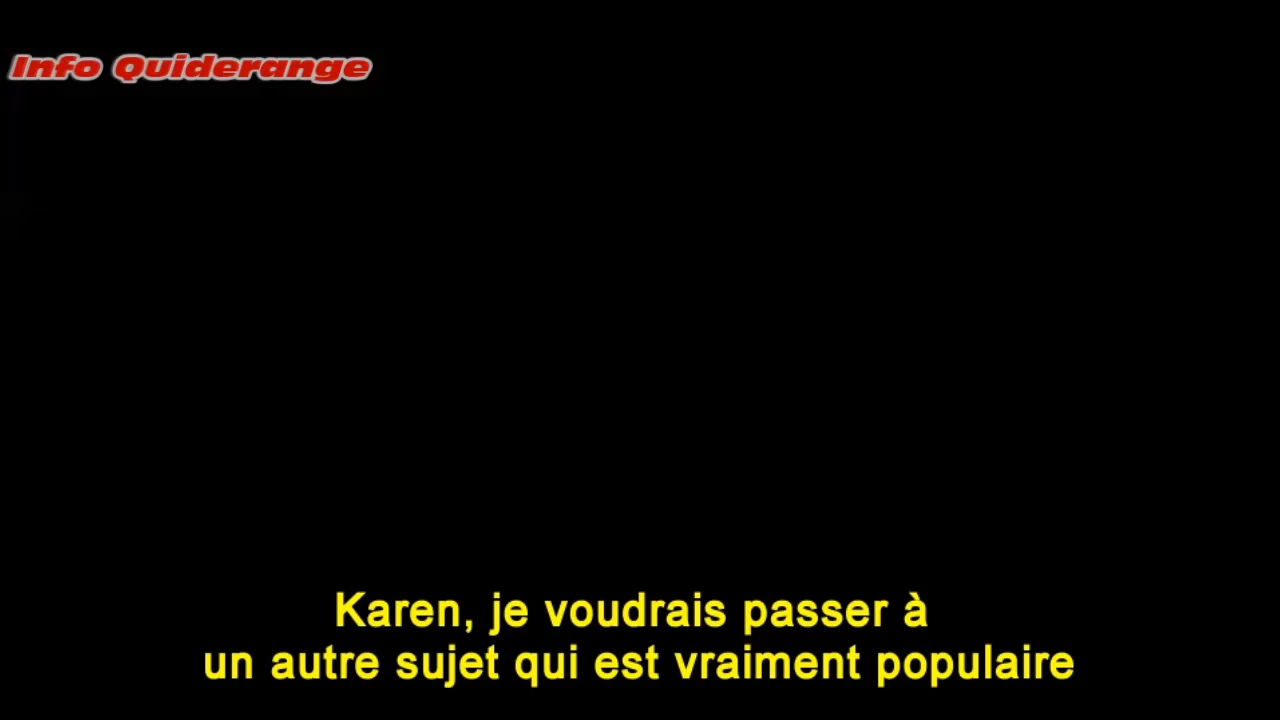 Info Quiderange
Karen, je voudrais passer à
un autre sujet qui est vraiment populaire